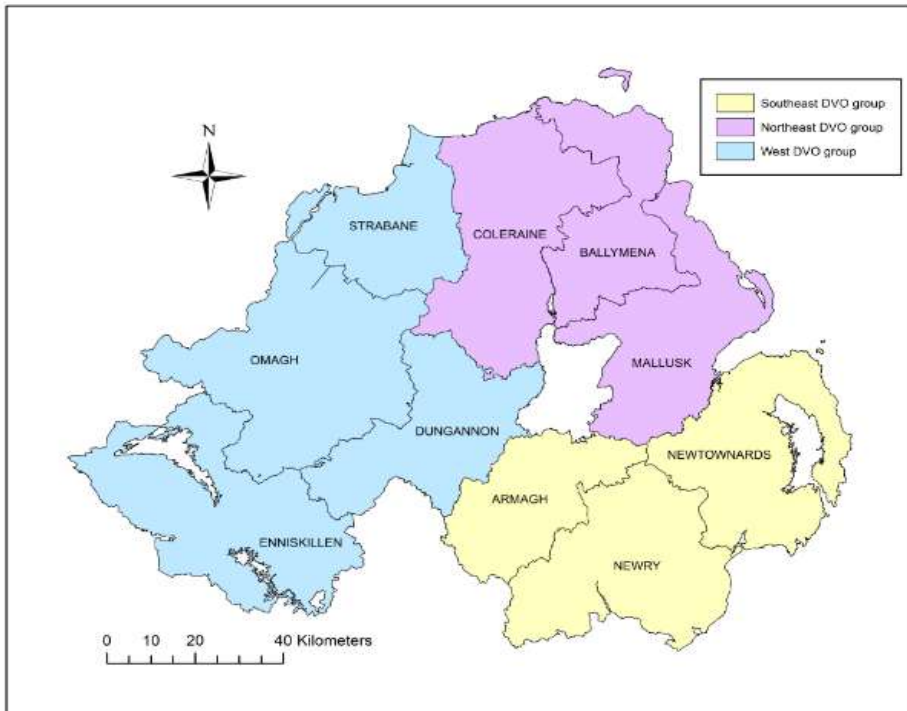 N
Southeast DVO group
Northeast DVO group
West DVO group
STRABANE
COLERAINE
BALLYMENA
OMAGH
MALLUSK
DUNGANNON
NEWTOWNARDS
ARMAGH
ENNISKILLEN
NEWRY
0 10 20 40 Kilometers